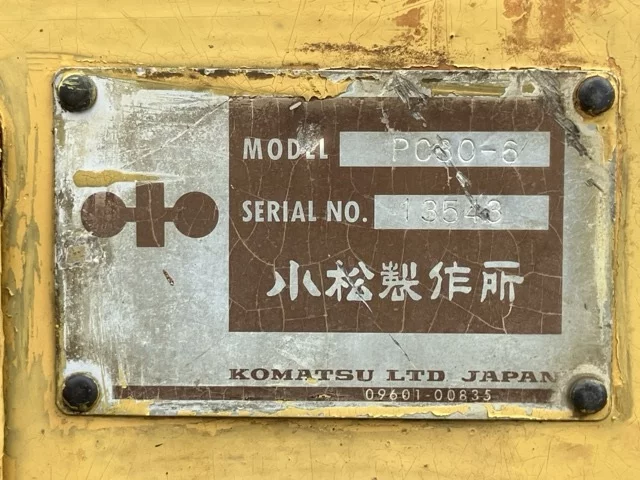 MODEL PC30-6
SERIAL NO. 13543
小松製作所
KOMATSU LTD JAPAN
09601-00835